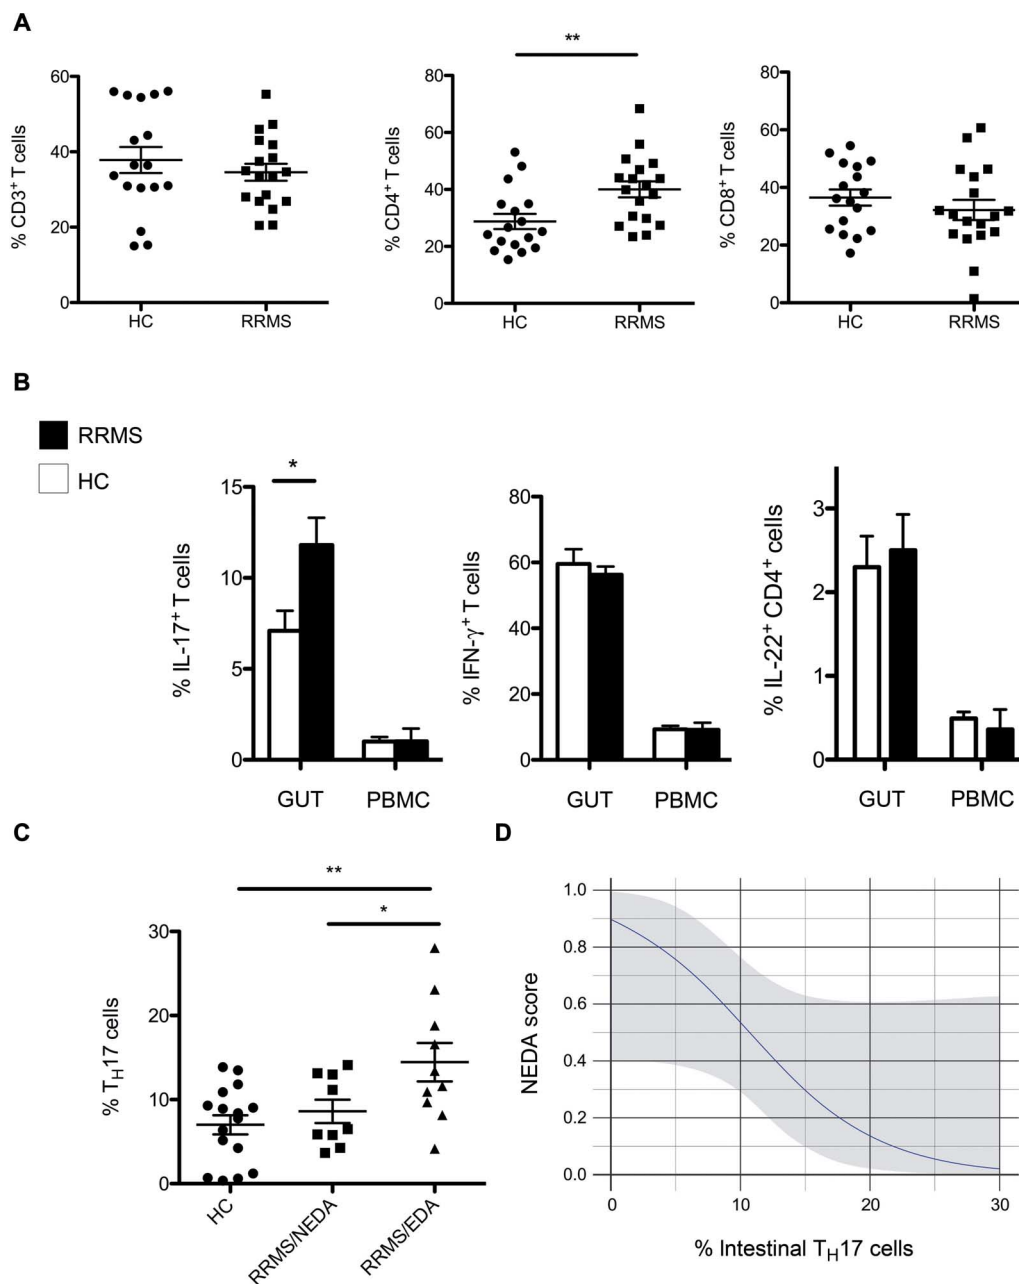 A
**
60
40
20
0
% CD3+ T cells
HC
RRMS
80
60
40
20
0
% CD4+ T cells
HC
RRMS
80
60
40
20
0
% CD8+ T cells
HC
RRMS
B
RRMS
HC
*
15
10
5
0
% IL-17+ T cells
GUT
PBMC
80
60
40
20
0
% IFN-γ+ T cells
GUT
PBMC
3
2
1
0
% IL-22+ CD4+ cells
GUT
PBMC
C
**
*
30
20
10
0
% TH17 cells
HC
RRMS/NEDA
RRMS/EDA
D
1.0
0.8
0.6
0.4
0.2
0.0
NEDA score
0
10
20
30
% Intestinal TH17 cells